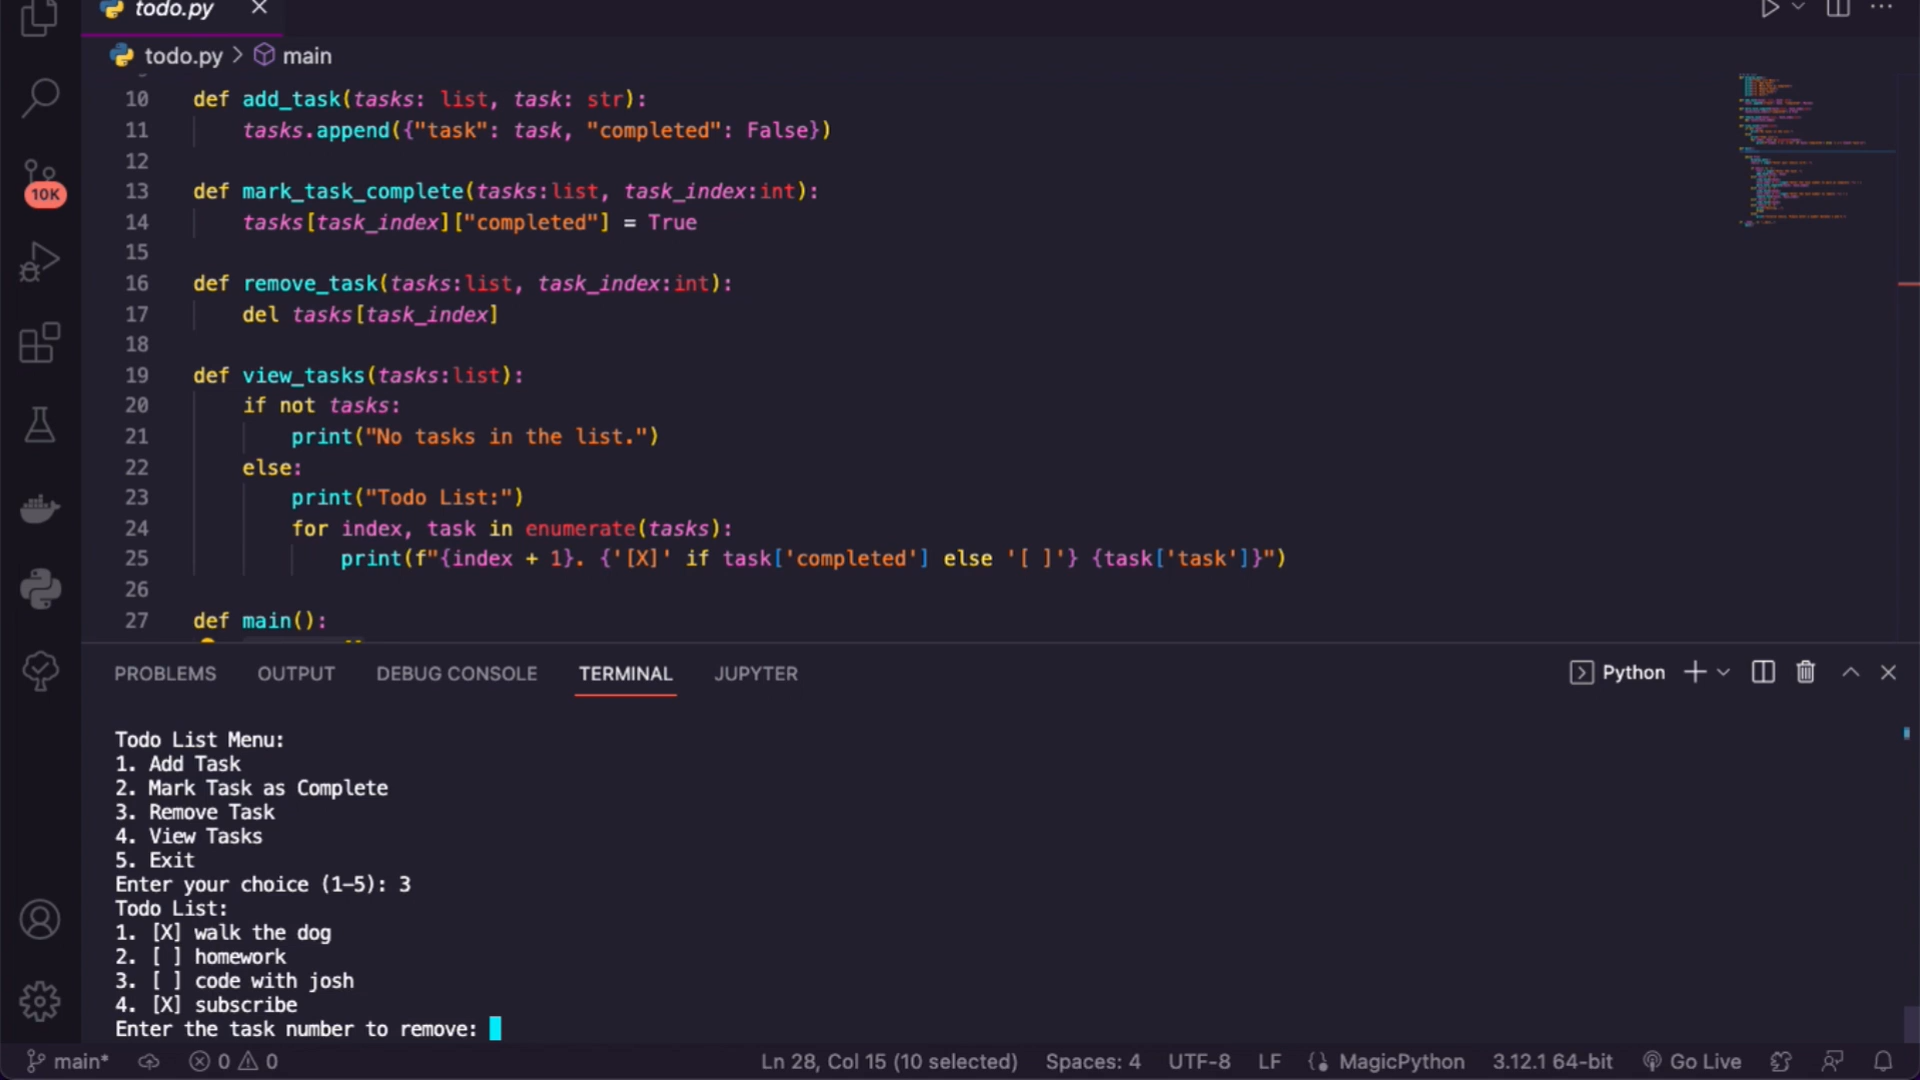 todo.py
todo.py > main
10 def add_task(tasks: list, task: str):
11 tasks.append({"task": task, "completed": False})
12
13 def mark_task_complete(tasks:list, task_index:int):
14 tasks[task_index]["completed"] = True
15
16 def remove_task(tasks:list, task_index:int):
17 del tasks[task_index]
18
19 def view_tasks(tasks:list):
20 if not tasks:
21 print("No tasks in the list.")
22 else:
23 print("Todo List:")
24 for index, task in enumerate(tasks):
25 print(f"{index + 1}. {'[X]' if task['completed'] else '[ ]'} {task['task']}")
26
27 def main():
10K
PROBLEMS OUTPUT DEBUG CONSOLE TERMINAL JUPYTER Python
Todo List Menu:
1. Add Task
2. Mark Task as Complete
3. Remove Task
4. View Tasks
5. Exit
Enter your choice (1-5): 3
Todo List:
1. [X] walk the dog
2. [ ] homework
3. [ ] code with josh
4. [X] subscribe
Enter the task number to remove:
main* 0 0 Ln 28, Col 15 (10 selected) Spaces: 4 UTF-8 LF MagicPython 3.12.1 64-bit Go Live